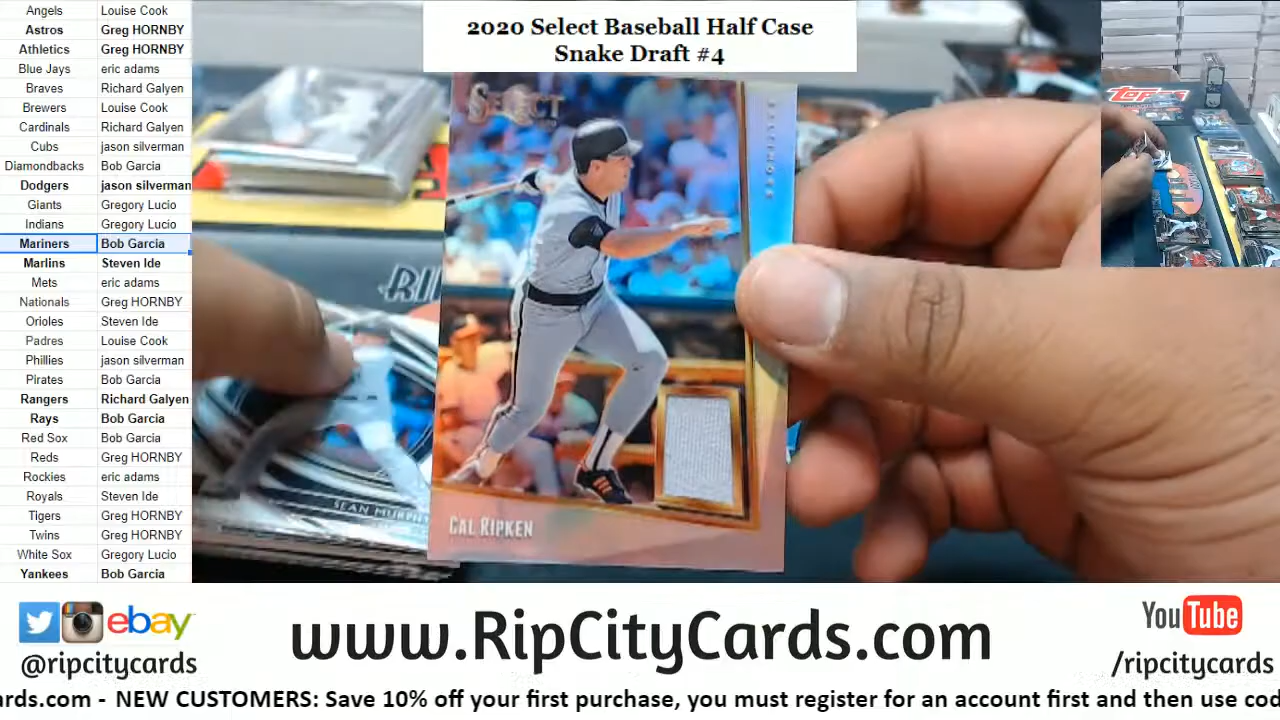 2020 Select Baseball Half Case
Snake Draft #4
Angels Louise Cook
Astros Greg HORNBY
Athletics Greg HORNBY
Blue Jays eric adams
Braves Richard Galyen
Brewers Louise Cook
Cardinals Richard Galyen
Cubs jason silverman
Diamondbacks Bob Garcia
Dodgers jason silverman
Giants Gregory Lucio
Indians Gregory Lucio
Mariners Bob Garcia
Marlins Steven Ide
Mets eric adams
Nationals Greg HORNBY
Orioles Steven Ide
Padres Louise Cook
Phillies jason silverman
Pirates Bob Garcia
Rangers Richard Galyen
Rays Bob Garcia
Red Sox Bob Garcia
Reds Greg HORNBY
Rockies eric adams
Royals Steven Ide
Tigers Greg HORNBY
Twins Greg HORNBY
White Sox Gregory Lucio
Yankees Bob Garcia
SELECT
CAL RIPKEN
SEAN MURPHY
RI
Topps
ebay
@ripcitycards
www.RipCityCards.com
YouTube
/ripcitycards
ards.com - NEW CUSTOMERS: Save 10% off your first purchase, you must register for an account first and then use cod